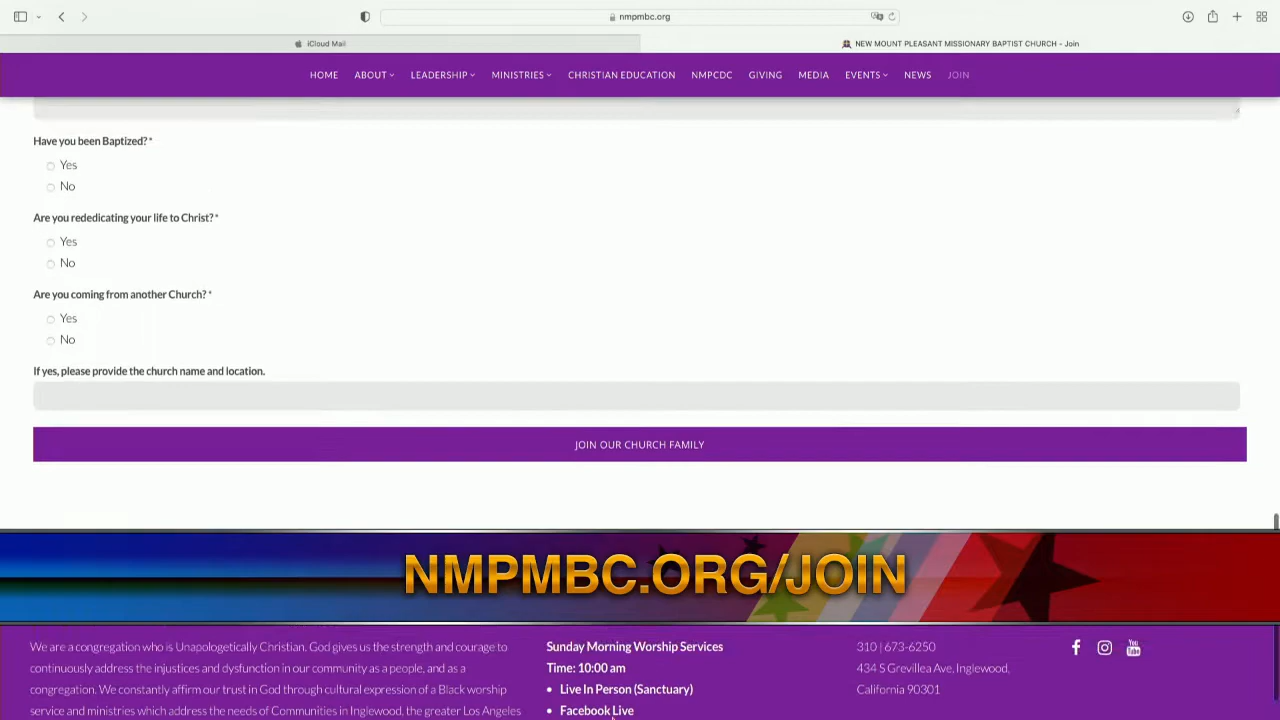 nmpmbc.org
iCloud Mail
NEW MOUNT PLEASANT MISSIONARY BAPTIST CHURCH - Join
HOME ABOUT LEADERSHIP MINISTRIES CHRISTIAN EDUCATION NMPCDC GIVING MEDIA EVENTS NEWS JOIN
Have you been Baptized? *
Yes
No
Are you rededicating your life to Christ? *
Yes
No
Are you coming from another Church? *
Yes
No
If yes, please provide the church name and location.
JOIN OUR CHURCH FAMILY
NMPMBC.ORG/JOIN
We are a congregation who is Unapologetically Christian. God gives us the strength and courage to
continuously address the injustices and dysfunction in our community as a people, and as a
congregation. We constantly affirm our trust in God through cultural expression of a Black worship
service and ministries which address the needs of Communities in Inglewood, the greater Los Angeles
Sunday Morning Worship Services
Time: 10:00 am
• Live In Person (Sanctuary)
• Facebook Live
310 | 673-6250
434 S Grevillea Ave, Inglewood,
California 90301
You
Tube